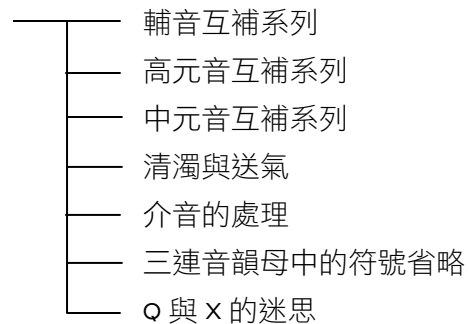 輔音互補系列
高元音互補系列
中元音互補系列
清濁與送氣
介音的處理
三連音韻母中的符號省略
Q 與 X 的迷思